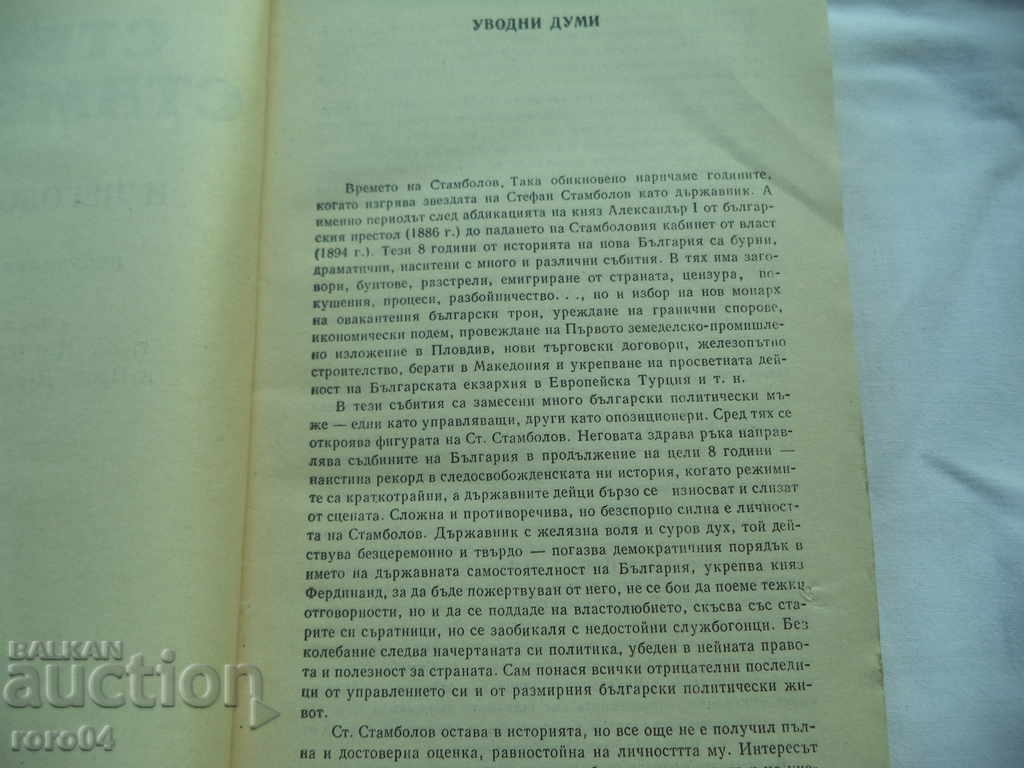 УВОДНИ ДУМИ
Времето на Стамболов. Така обикновено наричаме годините,
когато изгрява звездата на Стефан Стамболов като държавник. А
именно периодът след абдикацията на княз Александър I от българ-
ския престол (1886 г.) до падането на Стамболовия кабинет от власт
(1894 г.). Тези 8 години от историята на нова България са бурни,
драматични, наситени с много и различни събития. В тях има заго-
вори, бунтове, разстрели, емигриране от страната, цензура, по-
кушения, процеси, разбойничество..., но и избор на нов монарх
на овакантения български трон, уреждане на гранични спорове,
икономически подем, провеждане на Първото земеделско-промишле-
но изложение в Пловдив, нови търговски договори, железопътно
строителство, берати в Македония и укрепване на просветната дей-
ност на Българската екзархия в Европейска Турция и т. н.
В тези събития са замесени много български политически мъ-
же — едни като управляващи, други като опозиционери. Сред тях се
откроява фигурата на Ст. Стамболов. Неговата здрава ръка направ-
лява съдбините на България в продължение на цели 8 години —
наистина рекорд в следосвобожденската ни история, когато режими-
те са краткотрайни, а държавните дейци бързо се износват и слизат
от сцената. Сложна и противоречива, но безспорно силна е личност-
та на Стамболов. Държавник с желязна воля и суров дух, той дей-
ствува безцеремонно и твърдо — погазва демократичния порядък в
името на държавната самостоятелност на България, укрепва княз
Фердинанд, за да бъде пожертвуван от него, не се бои да поеме тежки
отговорности, но и да се поддаде на властолюбието, скъсва със ста-
рите си съратници, но се заобикаля с недостойни службогонци. Без
колебание следва начертаната си политика, убеден в нейната право-
та и полезност за страната. Сам понася всички отрицателни последи-
ци от управлението си и от размирния български политически жи-
вот.
Ст. Стамболов остава в историята, но все още не е получил пъл-
на и достоверна оценка, равностойна на личността му. Интересът
BALKAN
auction
roro04